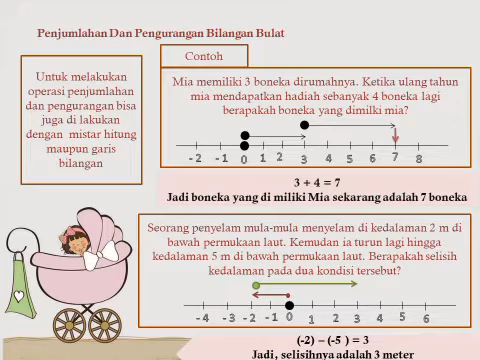 Penjumlahan Dan Pengurangan Bilangan Bulat
Contoh
Untuk melakukan
operasi penjumlahan
dan pengurangan bisa
juga di lakukan
dengan mistar hitung
maupun garis
bilangan
Mia memiliki 3 boneka dirumahnya. Ketika ulang tahun
mia mendapatkan hadiah sebanyak 4 boneka lagi
berapakah boneka yang dimilki mia?
-2 -1 0 1 2 3 4 5 6 7 8
3 + 4 = 7
Jadi boneka yang di miliki Mia sekarang adalah 7 boneka
Seorang penyelam mula-mula menyelam di kedalaman 2 m di
bawah permukaan laut. Kemudan ia turun lagi hingga
kedalaman 5 m di bawah permukaan laut. Berapakah selisih
kedalaman pada dua kondisi tersebut?
-4 -3 -2 -1 0 1 2 3 4 5 6
(-2) – (-5 ) = 3
Jadi, selisihnya adalah 3 meter